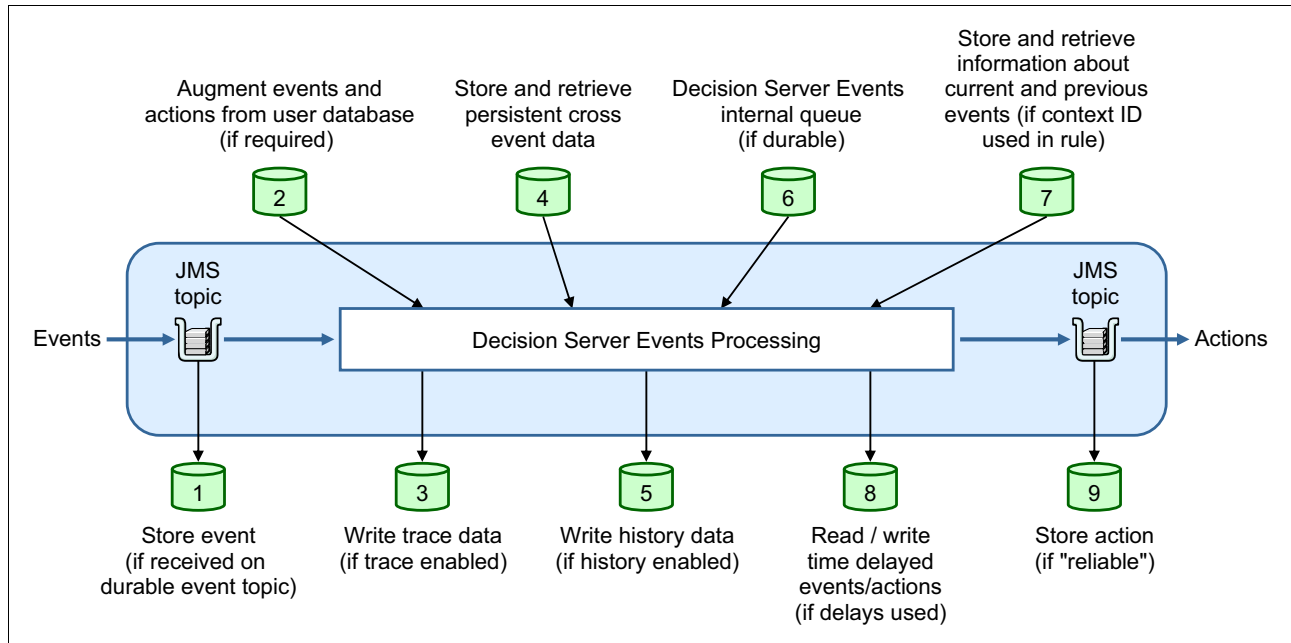 Augment events and
actions from user database
(if required)
2
Store and retrieve
persistent cross
event data
4
Decision Server Events
internal queue
(if durable)
6
Store and retrieve
information about
current and previous
events (if context ID
used in rule)
7
Events
JMS
topic
Decision Server Events Processing
JMS
topic
Actions
1
Store event
(if received on
durable event topic)
3
Write trace data
(if trace enabled)
5
Write history data
(if history enabled)
8
Read / write
time delayed
events/actions
(if delays used)
9
Store action
(if "reliable")